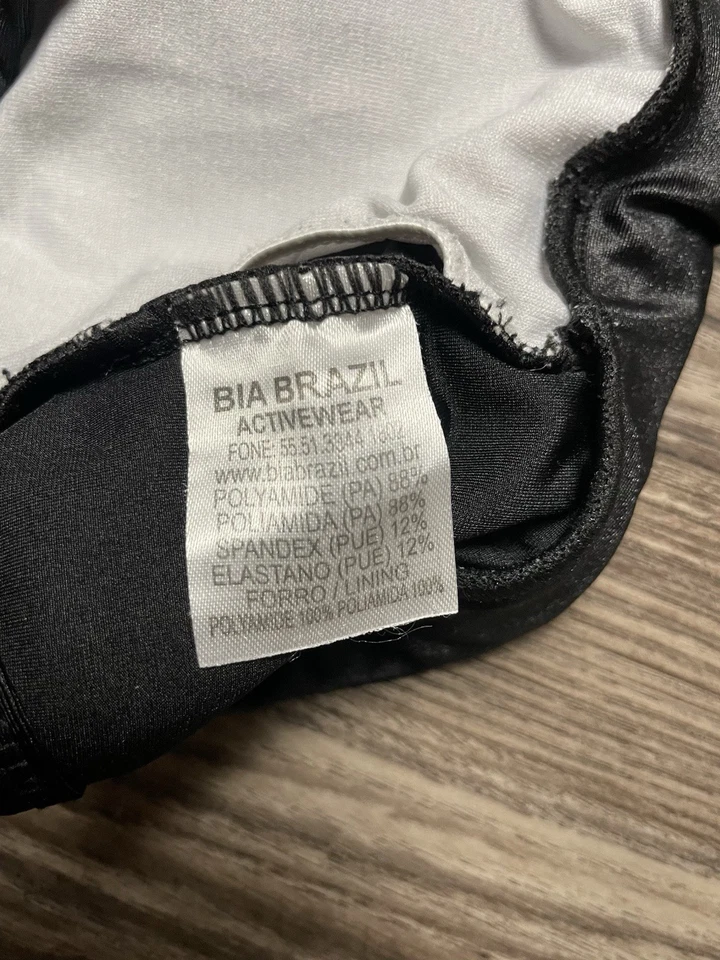 BIA BRAZIL
ACTIVEWEAR
FONE: 55.51.3344
www.biabrazil.com.br
POLYAMIDE (PA) 88%
POLIAMIDA (PA) 88%
SPANDEX (PUE) 12%
ELASTANO (PUE) 12%
FORRO / LINING
POLYAMIDE 100% POLIAMIDA 100%